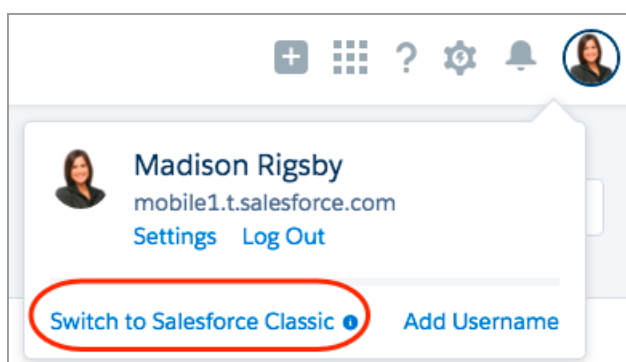 Madison Rigsby
mobile1.t.salesforce.com
Settings Log Out
Switch to Salesforce Classic Add Username